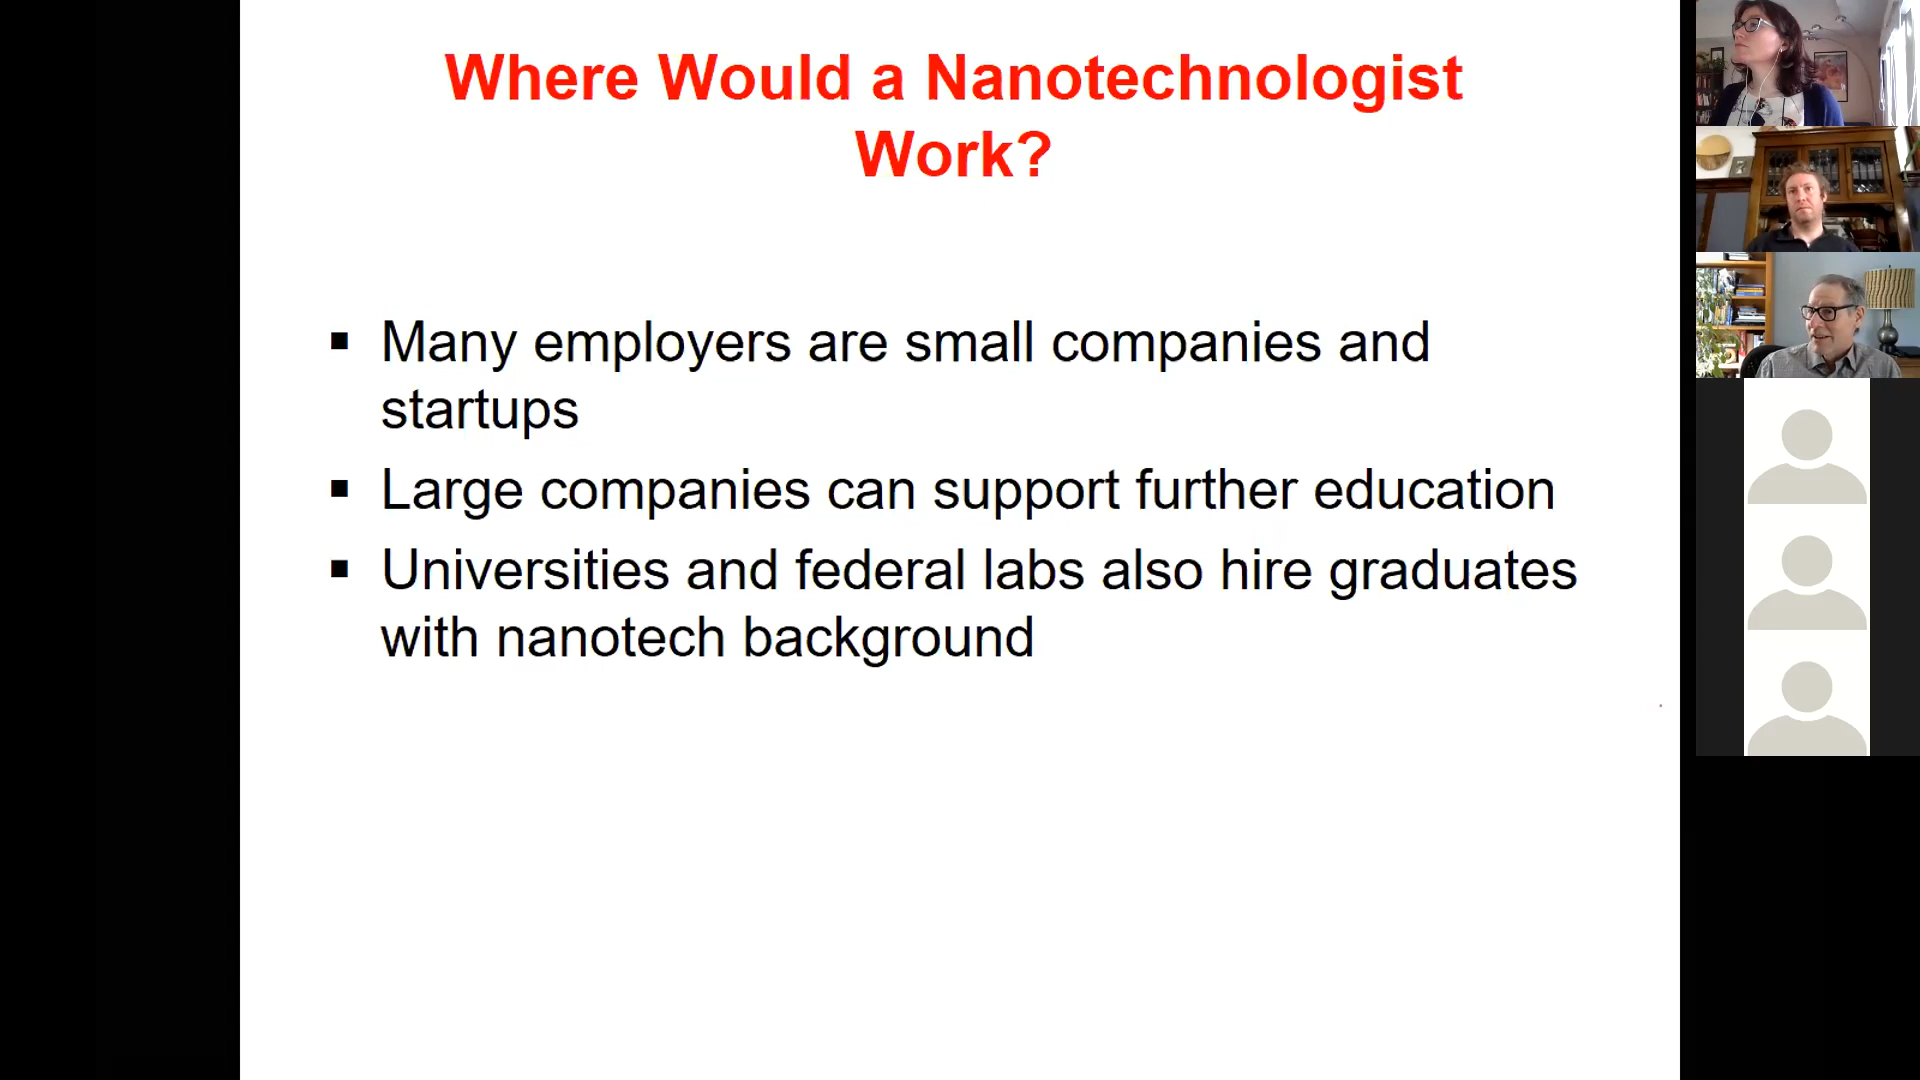 Where Would a Nanotechnologist
Work?
▪ Many employers are small companies and
startups
▪ Large companies can support further education
▪ Universities and federal labs also hire graduates
with nanotech background